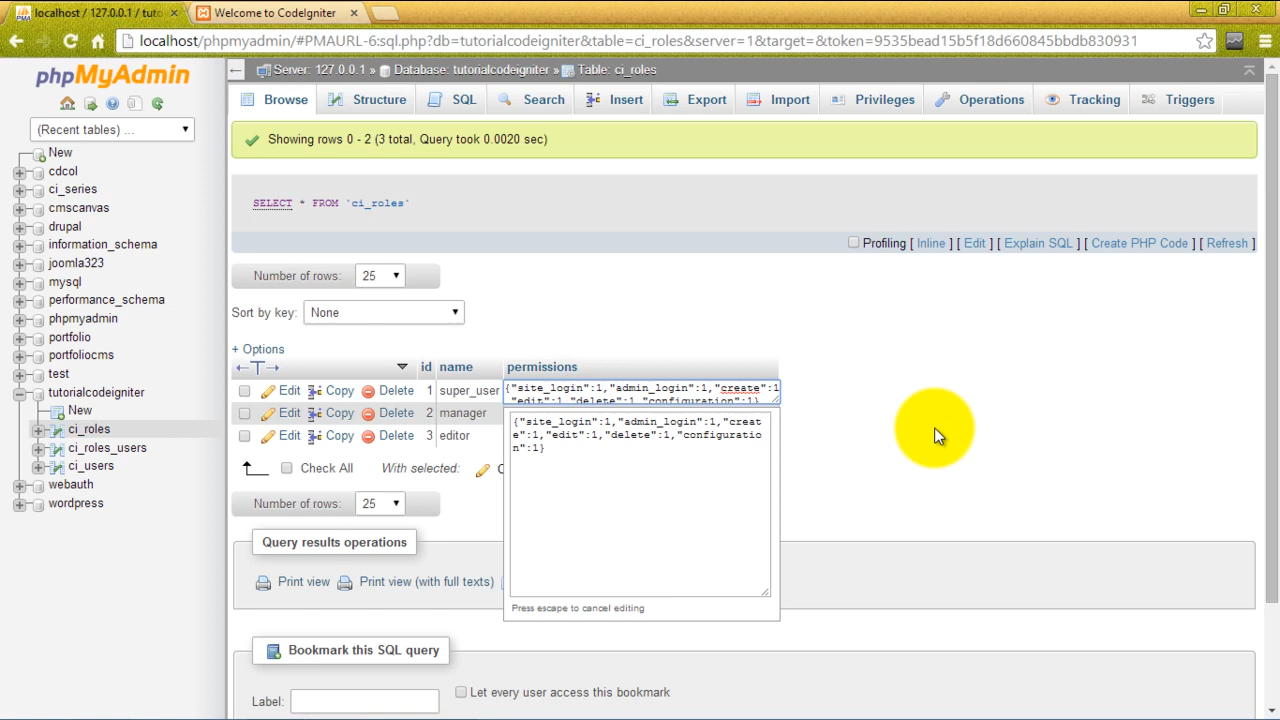 localhost / 127.0.0.1 / tuto
Welcome to CodeIgniter
localhost/phpmyadmin/#PMAURL-6:sql.php?db=tutorialcodeigniter&table=ci_roles&server=1&target=&token=9535bead15b5f18d660845bbdb830931
phpMyAdmin
(Recent tables) ...
New
cdcol
ci_series
cmscanvas
drupal
information_schema
joomla323
mysql
performance_schema
phpmyadmin
portfolio
portfoliocms
test
tutorialcodeigniter
New
ci_roles
ci_roles_users
ci_users
webauth
wordpress
Server: 127.0.0.1 » Database: tutorialcodeigniter » Table: ci_roles
Browse Structure SQL Search Insert Export Import Privileges Operations Tracking Triggers
Showing rows 0 - 2 (3 total, Query took 0.0020 sec)
SELECT * FROM `ci_roles`
Profiling [ Inline ] [ Edit ] [ Explain SQL ] [ Create PHP Code ] [ Refresh ]
Number of rows: 25
Sort by key: None
+ Options
←T→ id name permissions
Edit Copy Delete 1 super_user {"site_login":1,"admin_login":1,"create":1
"edit":1,"delete":1,"configuration":1}
Edit Copy Delete 2 manager
Edit Copy Delete 3 editor
{"site_login":1,"admin_login":1,"creat
e":1,"edit":1,"delete":1,"configuratio
n":1}
Press escape to cancel editing
Check All With selected:
Number of rows: 25
Query results operations
Print view Print view (with full texts)
Bookmark this SQL query
Label: Let every user access this bookmark